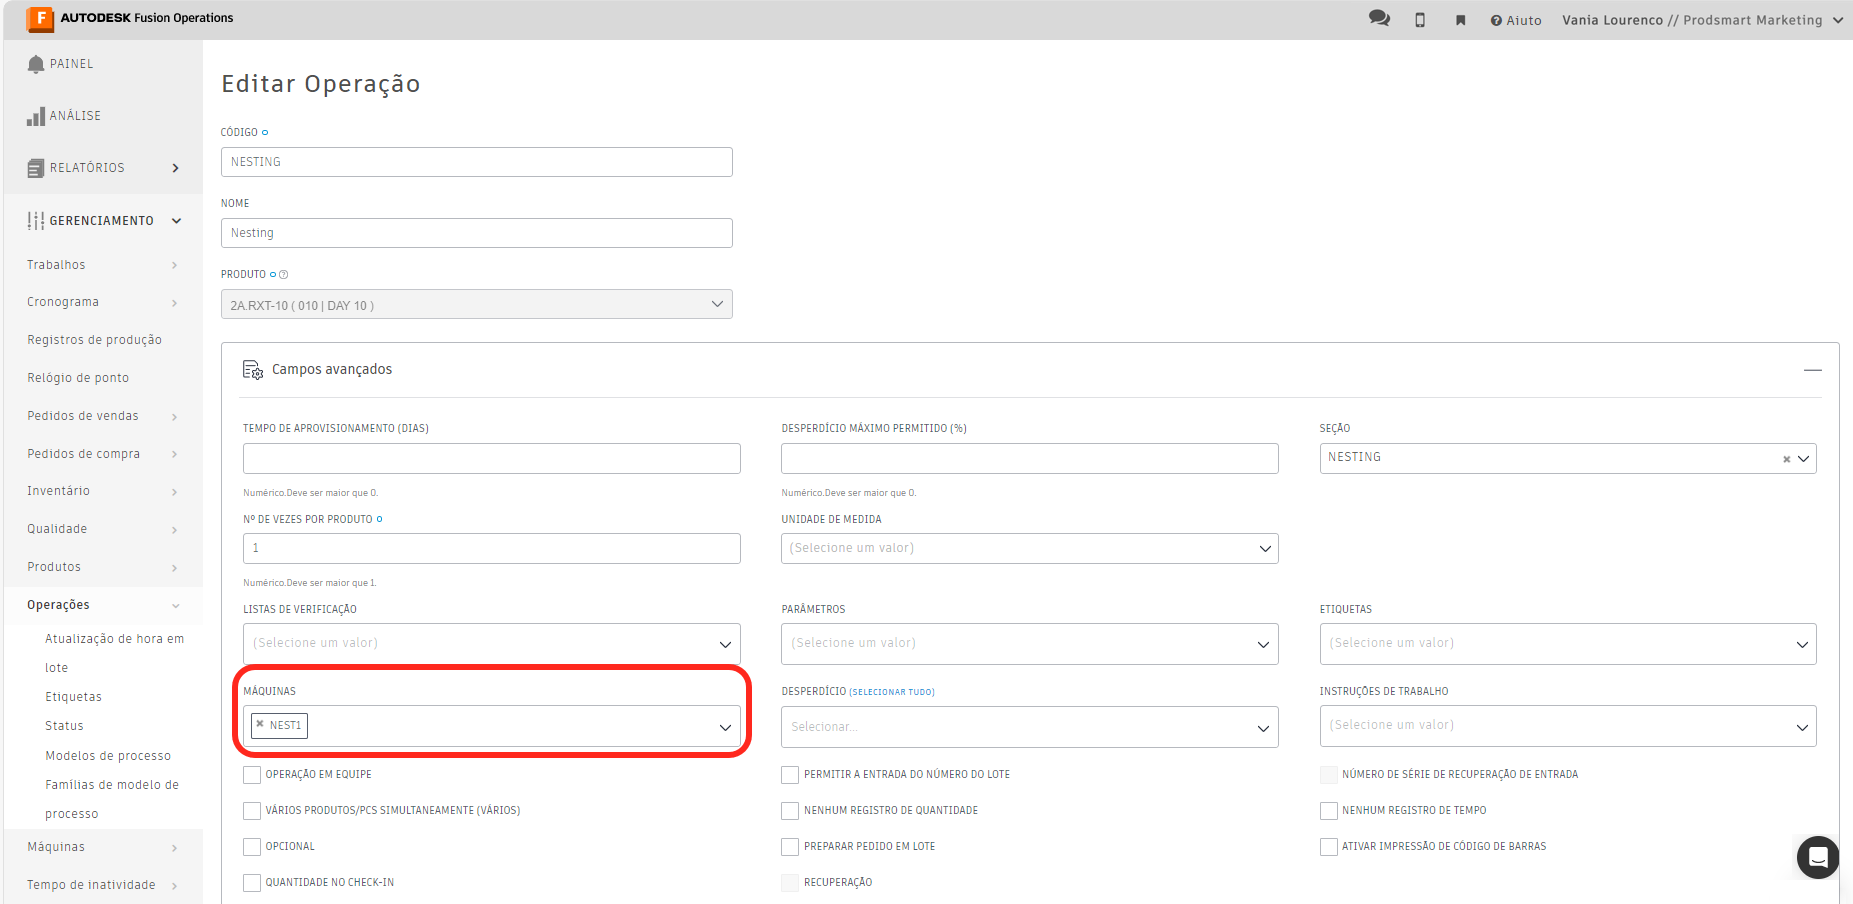 AUTODESK Fusion Operations
Aiuto
Vania Lourenco // Prodsmart Marketing
PAINEL
ANÁLISE
RELATÓRIOS
GERENCIAMENTO
Trabalhos
Cronograma
Registros de produção
Relógio de ponto
Pedidos de vendas
Pedidos de compra
Inventário
Qualidade
Produtos
Operações
Atualização de hora em
lote
Etiquetas
Status
Modelos de processo
Famílias de modelo de
processo
Máquinas
Tempo de inatividade
Editar Operação
CÓDIGO
NESTING
NOME
Nesting
PRODUTO
2A.RXT-10 ( 010 | DAY 10 )
Campos avançados
TEMPO DE APROVISIONAMENTO (DIAS)
DESPERDÍCIO MÁXIMO PERMITIDO (%)
SEÇÃO
NESTING
Numérico.Deve ser maior que 0.
Numérico.Deve ser maior que 0.
Nº DE VEZES POR PRODUTO
UNIDADE DE MEDIDA
1
(Selecione um valor)
Numérico.Deve ser maior que 1.
LISTAS DE VERIFICAÇÃO
PARÂMETROS
ETIQUETAS
(Selecione um valor)
(Selecione um valor)
(Selecione um valor)
MÁQUINAS
DESPERDÍCIO (SELECIONAR TUDO)
INSTRUÇÕES DE TRABALHO
NEST1
Selecionar...
(Selecione um valor)
OPERAÇÃO EM EQUIPE
PERMITIR A ENTRADA DO NÚMERO DO LOTE
NÚMERO DE SÉRIE DE RECUPERAÇÃO DE ENTRADA
VÁRIOS PRODUTOS/PCS SIMULTANEAMENTE (VÁRIOS)
NENHUM REGISTRO DE QUANTIDADE
NENHUM REGISTRO DE TEMPO
OPCIONAL
PREPARAR PEDIDO EM LOTE
ATIVAR IMPRESSÃO DE CÓDIGO DE BARRAS
QUANTIDADE NO CHECK-IN
RECUPERAÇÃO